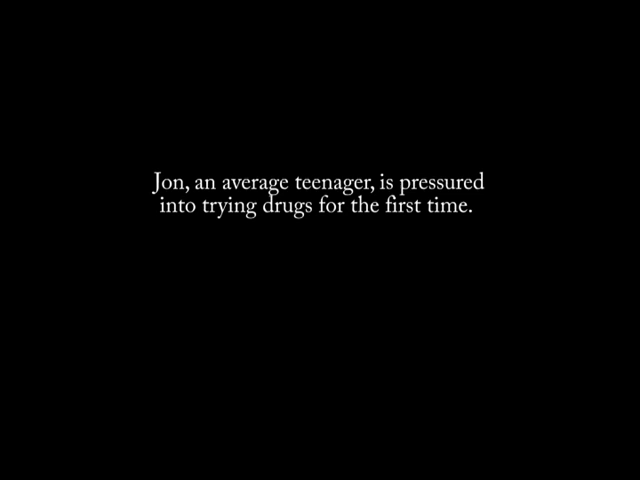 Jon, an average teenager, is pressured
into trying drugs for the first time.